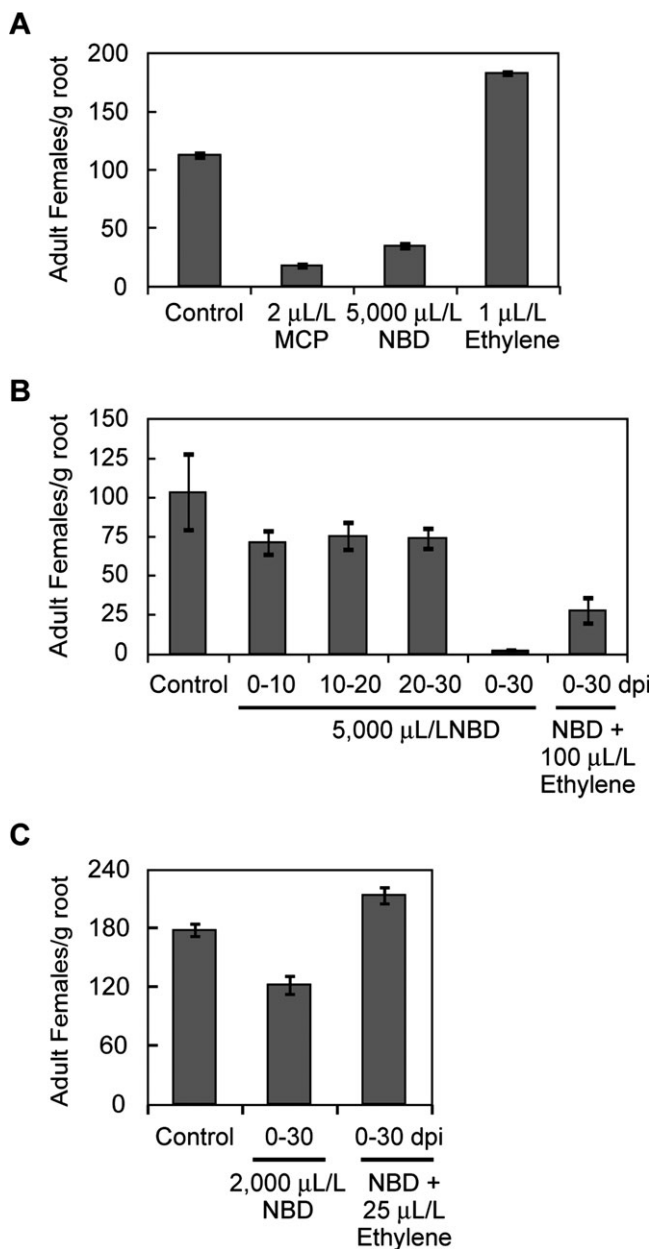 A
Adult Females/g root
200
150
100
50
0
Control 2 μL/L 5,000 μL/L 1 μL/L
MCP NBD Ethylene
B
Adult Females/g root
150
125
100
75
50
25
0
Control 0-10 10-20 20-30 0-30 0-30 dpi
5,000 μL/LNBD NBD +
100 μL/L
Ethylene
C
Adult Females/g root
240
180
120
60
0
Control 0-30 0-30 dpi
2,000 μL/L NBD +
NBD 25 μL/L
Ethylene